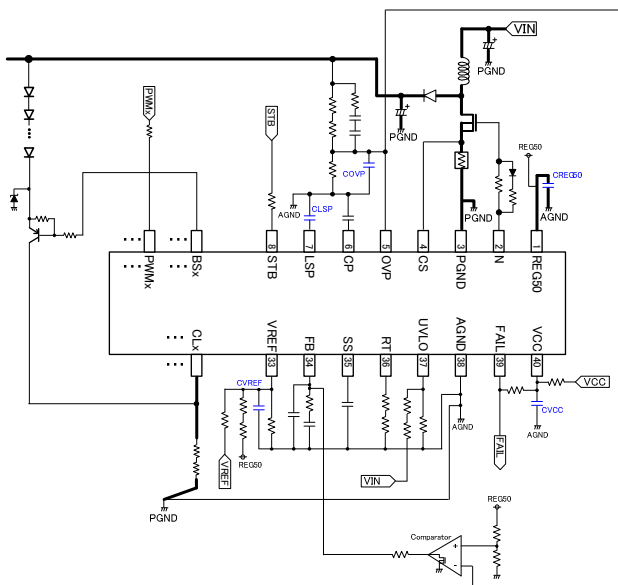 VIN
PGND
PGND
PWMx
STB
COVP
REG50
CREG50
AGND
CLSP
AGND
PGND
8
7
6
5
4
3
2
1
PWMx
BSx
STB
LSP
CP
OVP
CS
PGND
N
REG50
CLx
VREF
FB
SS
RT
UVLO
AGND
FAIL
VCC
33
34
35
36
37
38
39
40
CVREF
VCC
CVCC
AGND
AGND
VREF
REG50
VIN
FAIL
PGND
REG50
Comparator
+
-